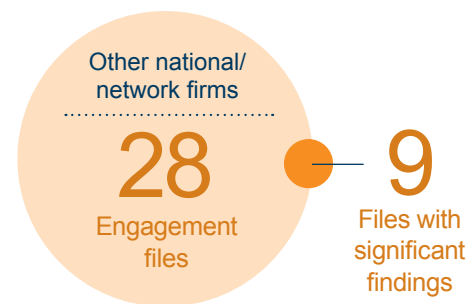 Other national/
network firms
28
Engagement
files
9
Files with
significant
findings